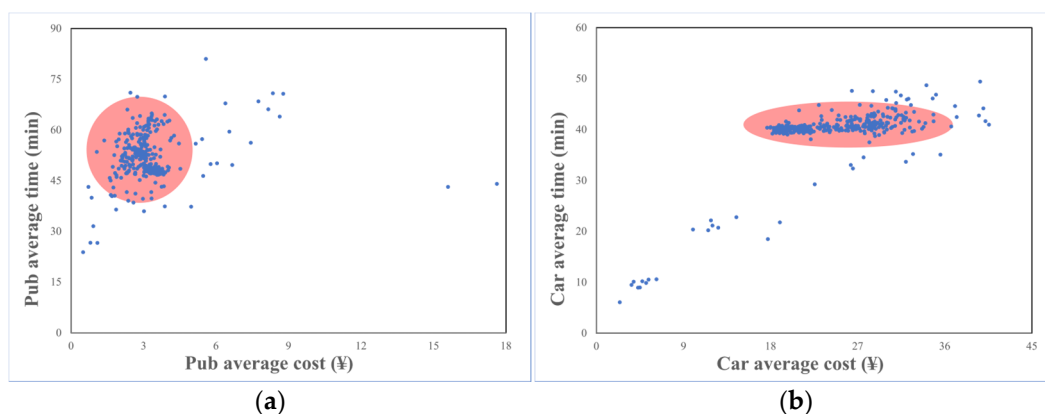 90
75
60
45
30
15
0
0 3 6 9 12 15 18
Pub average time (min)
Pub average cost (¥)
(a)
60
50
40
30
20
10
0
0 9 18 27 36 45
Car average time (min)
Car average cost (¥)
(b)